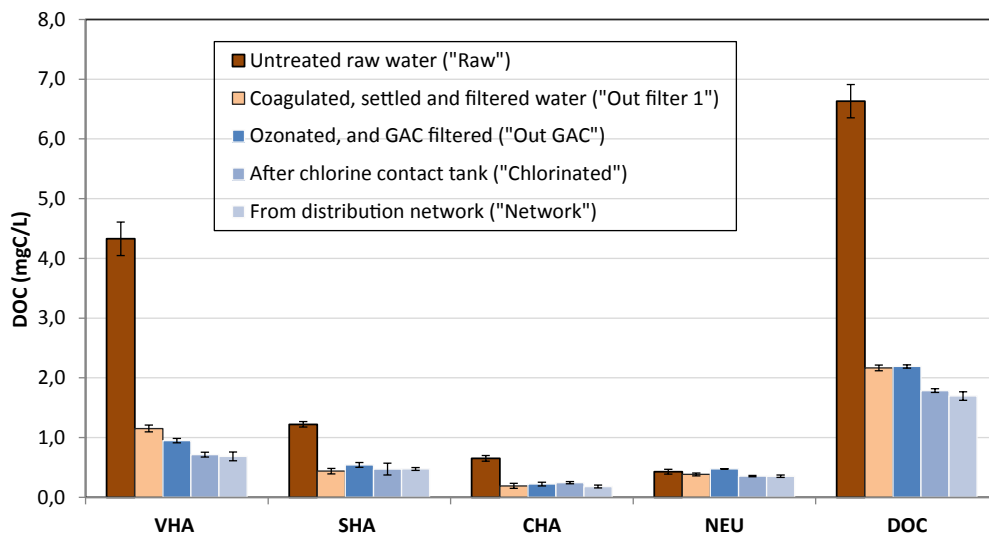 8,0
7,0
6,0
5,0
4,0
3,0
2,0
1,0
0,0
DOC (mgC/L)
Untreated raw water ("Raw")
Coagulated, settled and filtered water ("Out filter 1")
Ozonated, and GAC filtered ("Out GAC")
After chlorine contact tank ("Chlorinated")
From distribution network ("Network")
VHA SHA CHA NEU DOC